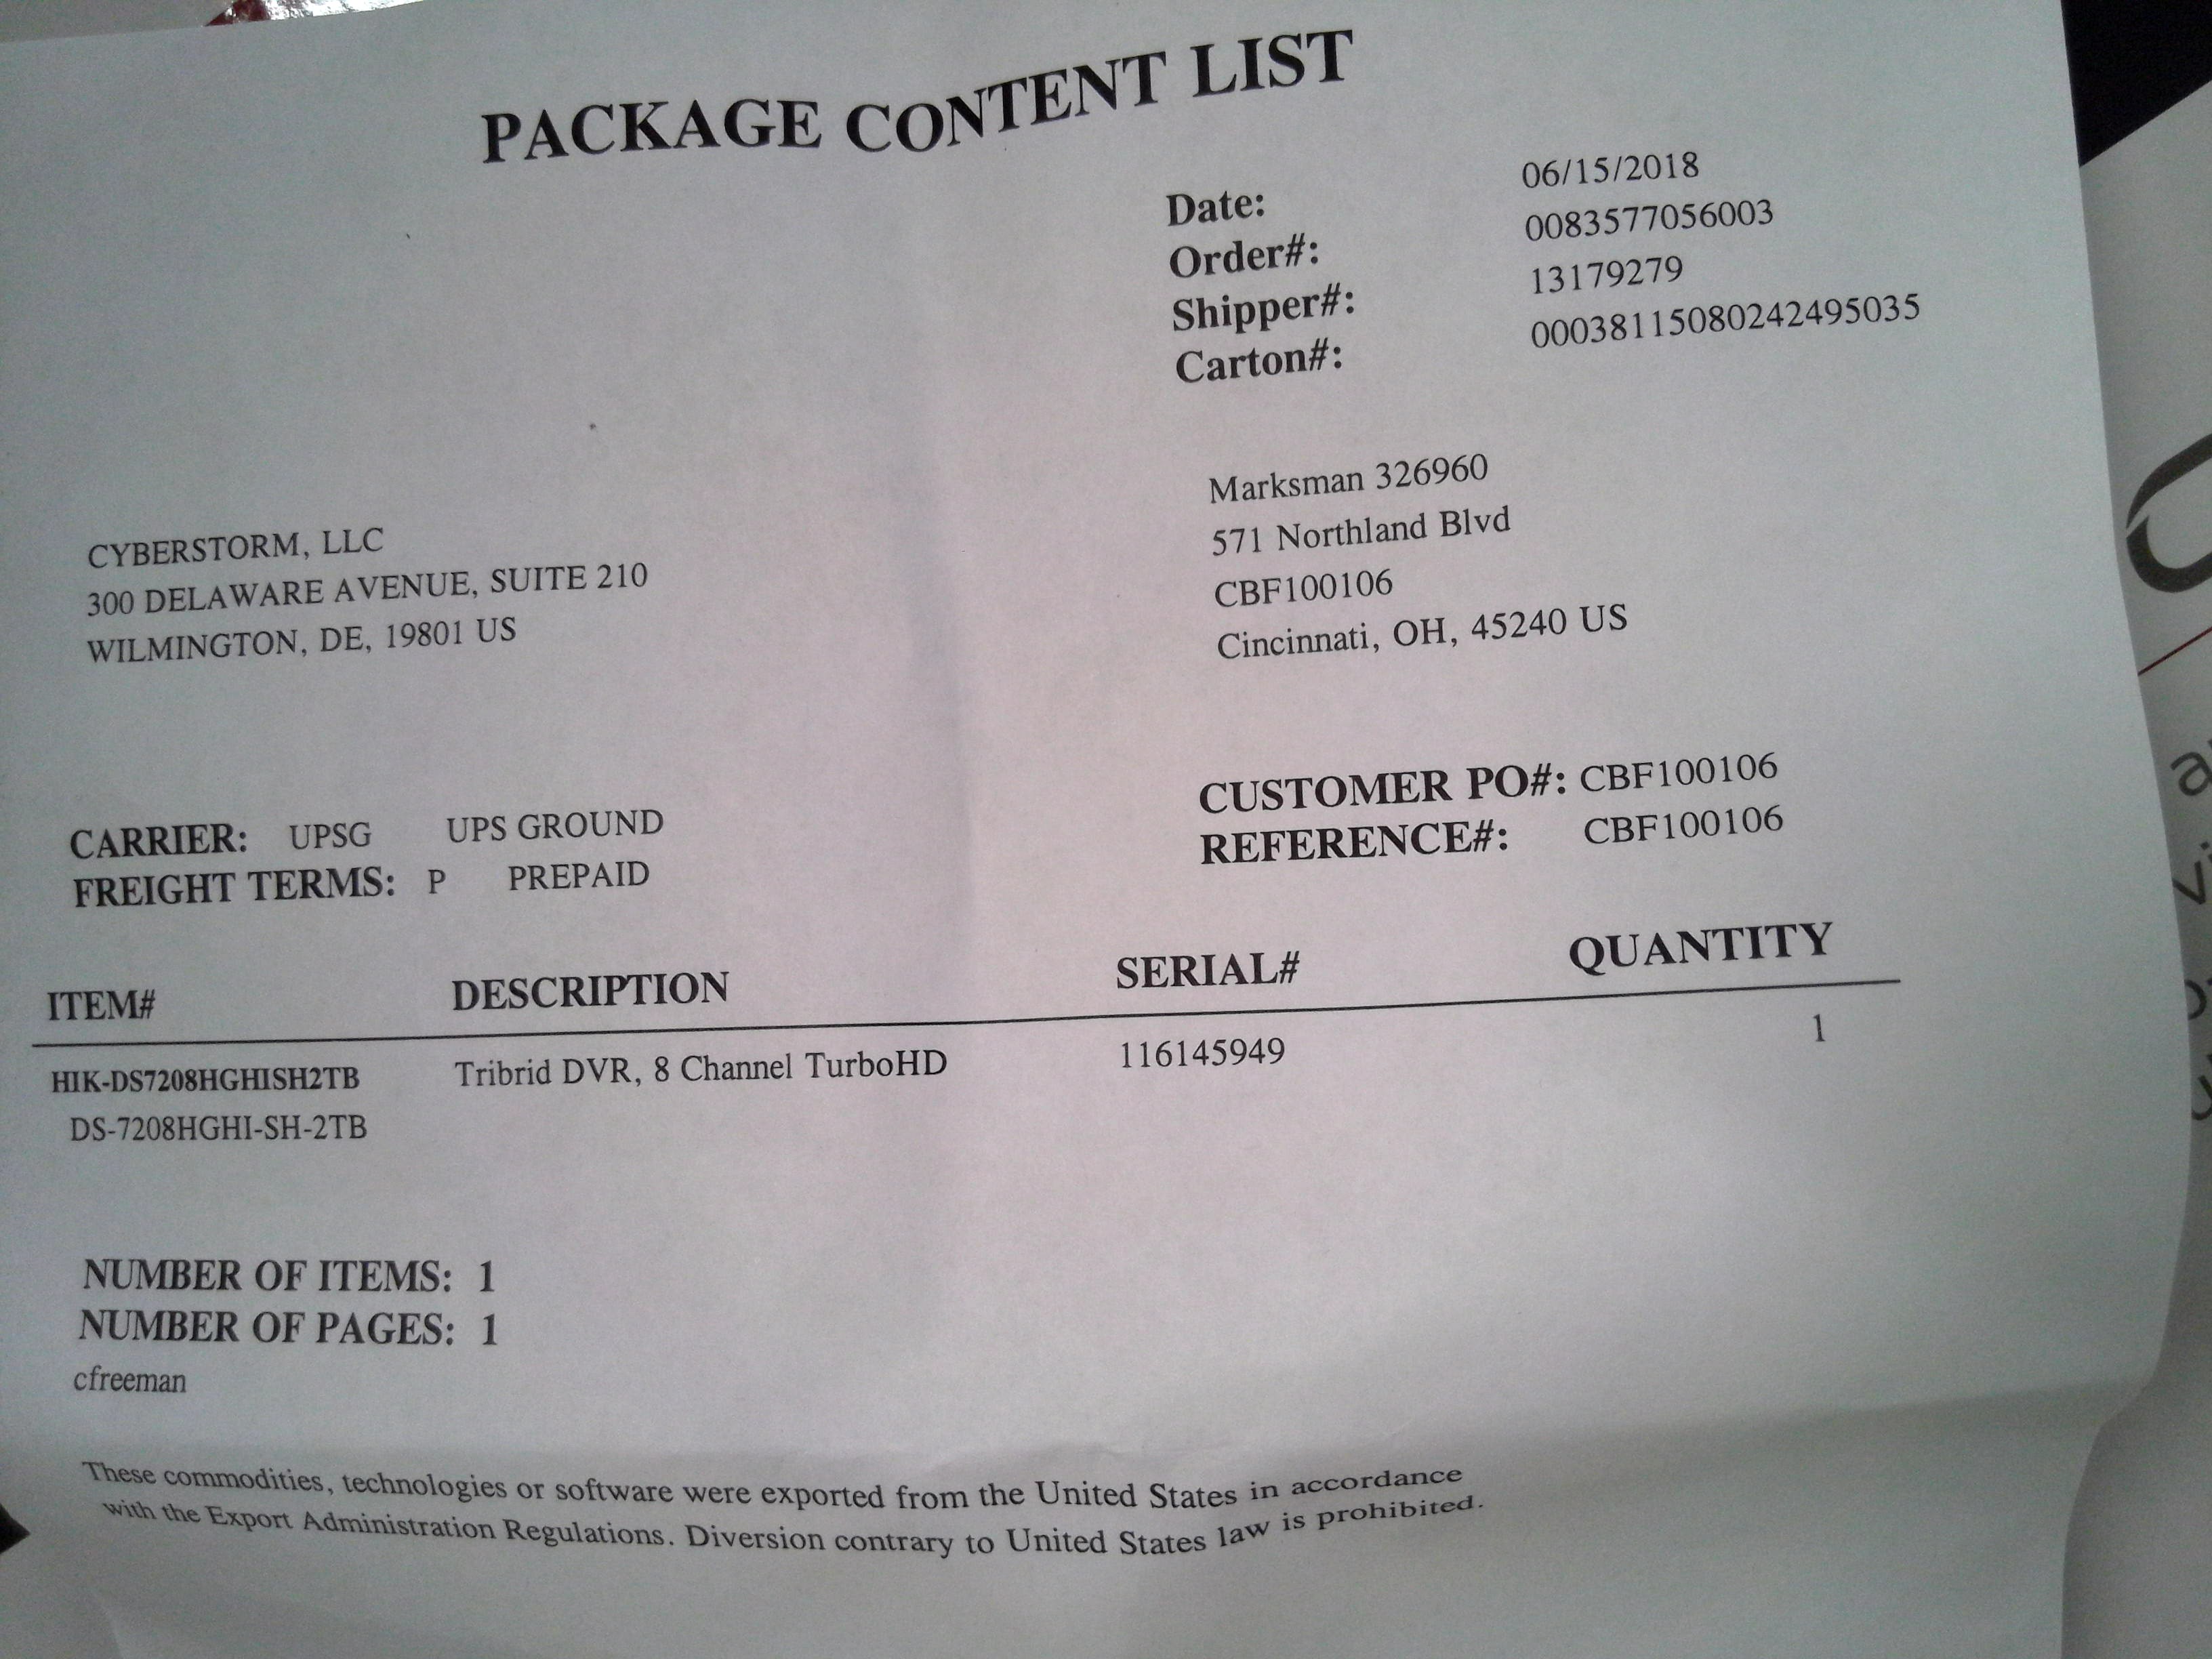 PACKAGE CONTENT LIST
Date: 06/15/2018
Order#: 0083577056003
Shipper#: 13179279
Carton#: 00038115080242495035
CYBERSTORM, LLC
300 DELAWARE AVENUE, SUITE 210
WILMINGTON, DE, 19801 US
Marksman 326960
571 Northland Blvd
CBF100106
Cincinnati, OH, 45240 US
CARRIER: UPSG UPS GROUND
FREIGHT TERMS: P PREPAID
CUSTOMER PO#: CBF100106
REFERENCE#: CBF100106
ITEM# DESCRIPTION SERIAL# QUANTITY
HIK-DS7208HGHISH2TB Tribrid DVR, 8 Channel TurboHD 116145949 1
DS-7208HGHI-SH-2TB
NUMBER OF ITEMS: 1
NUMBER OF PAGES: 1
cfreeman
These commodities, technologies or software were exported from the United States in accordance
with the Export Administration Regulations. Diversion contrary to United States law is prohibited.